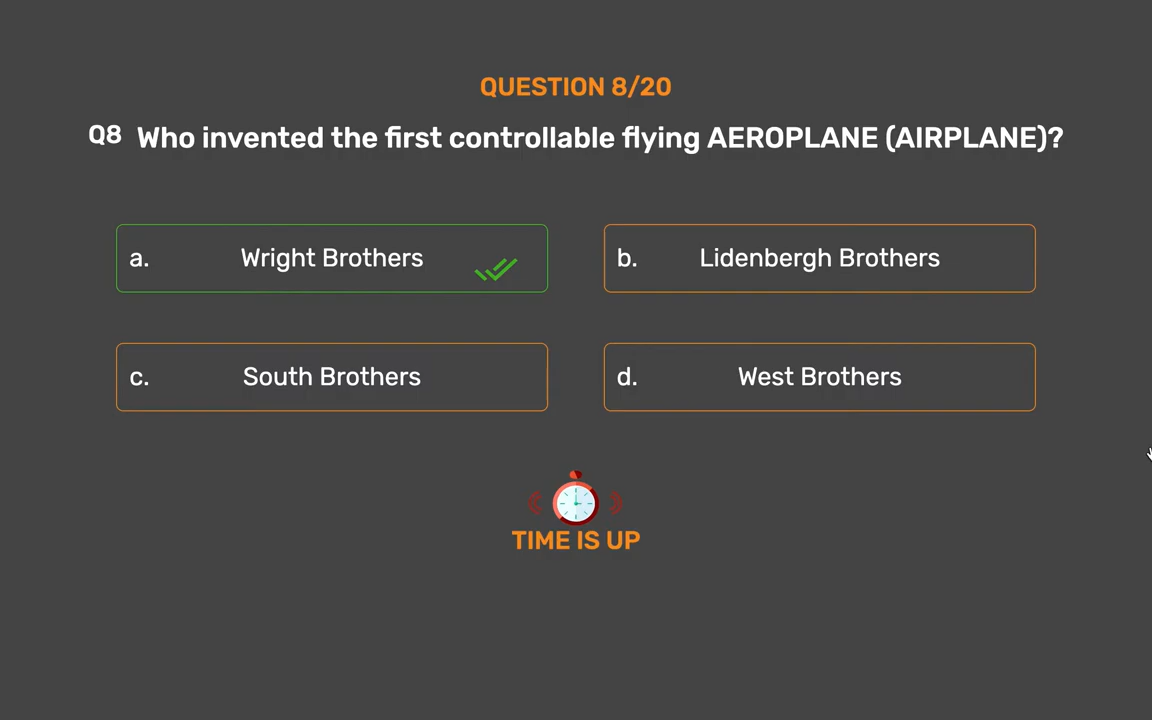 QUESTION 8/20
Q8 Who invented the first controllable flying AEROPLANE (AIRPLANE)?
a. Wright Brothers
b. Lidenbergh Brothers
c. South Brothers
d. West Brothers
TIME IS UP